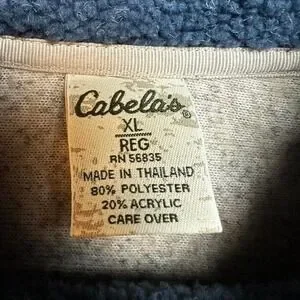 Cabela's®
XL
REG
RN 56835
MADE IN THAILAND
80% POLYESTER
20% ACRYLIC
CARE OVER